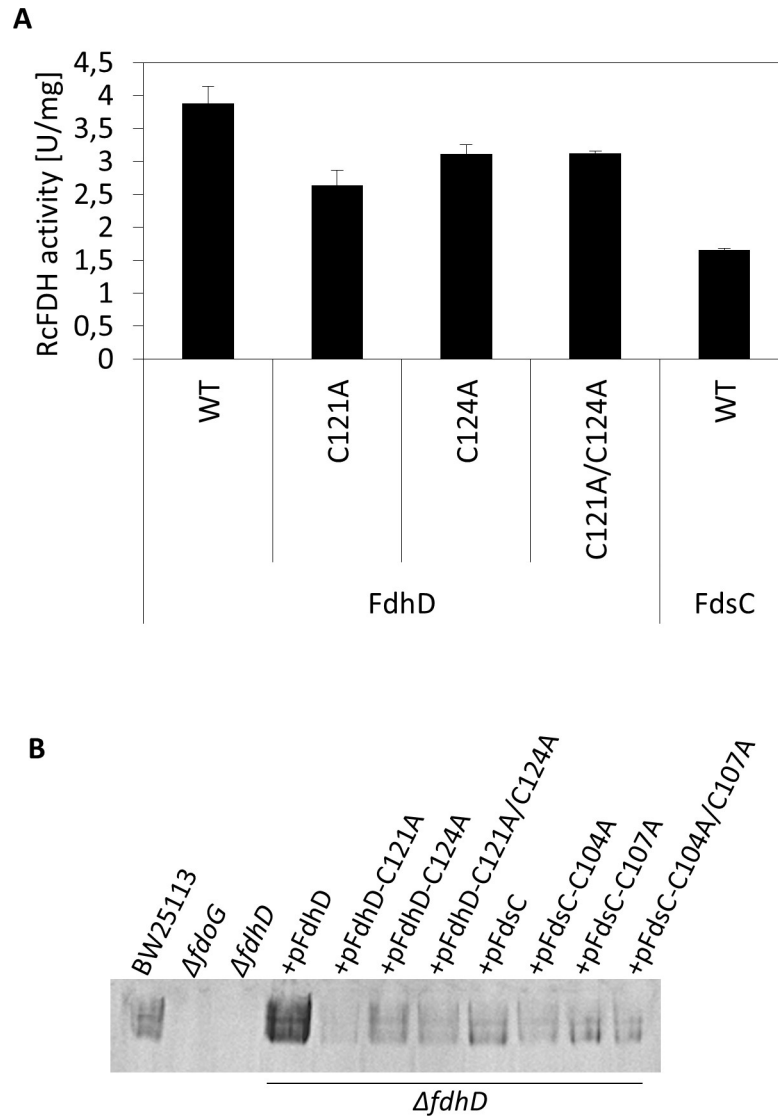 A
RcFDH activity [U/mg]
4,5
4
3,5
3
2,5
2
1,5
1
0,5
0
WT
C121A
C124A
C121A/C124A
WT
FdhD
FdsC
B
BW25113
ΔfdoG
ΔfdhD
+pFdhD
+pFdhD-C121A
+pFdhD-C124A
+pFdhD-C121A/C124A
+pFdsC
+pFdsC-C104A
+pFdsC-C107A
+pFdsC-C104A/C107A
ΔfdhD